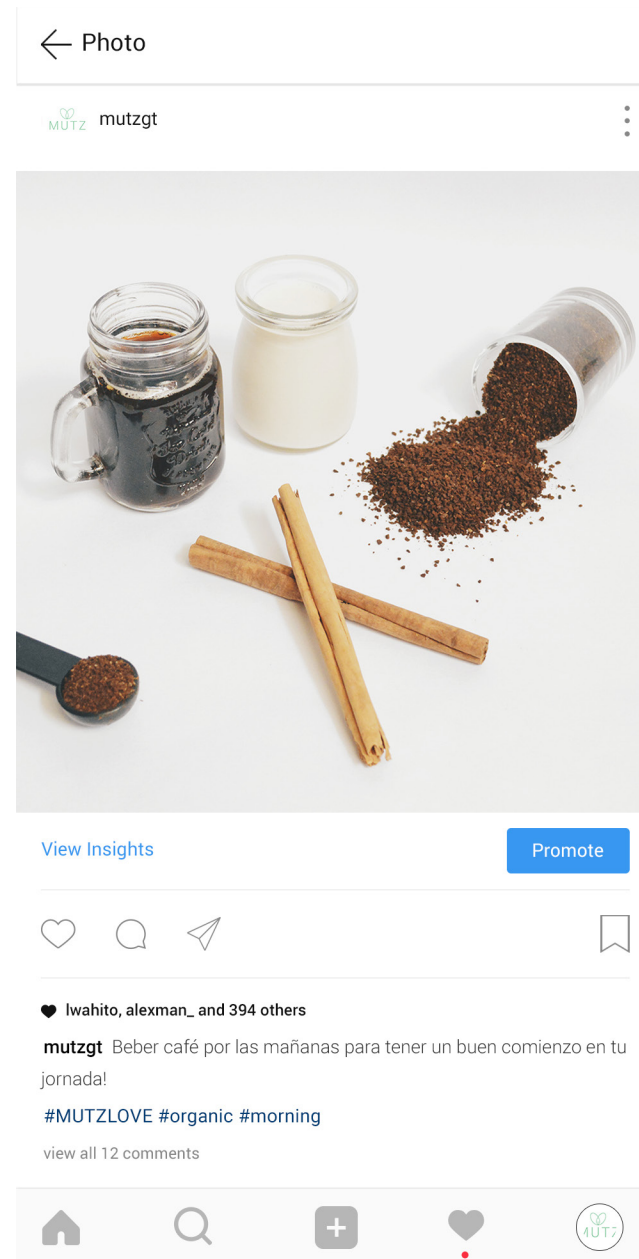 Photo
MUTZ mutzgt
View Insights
Promote
lwahito, alexman_ and 394 others
mutzgt Beber café por las mañanas para tener un buen comienzo en tu
jornada!
#MUTZLOVE #organic #morning
view all 12 comments